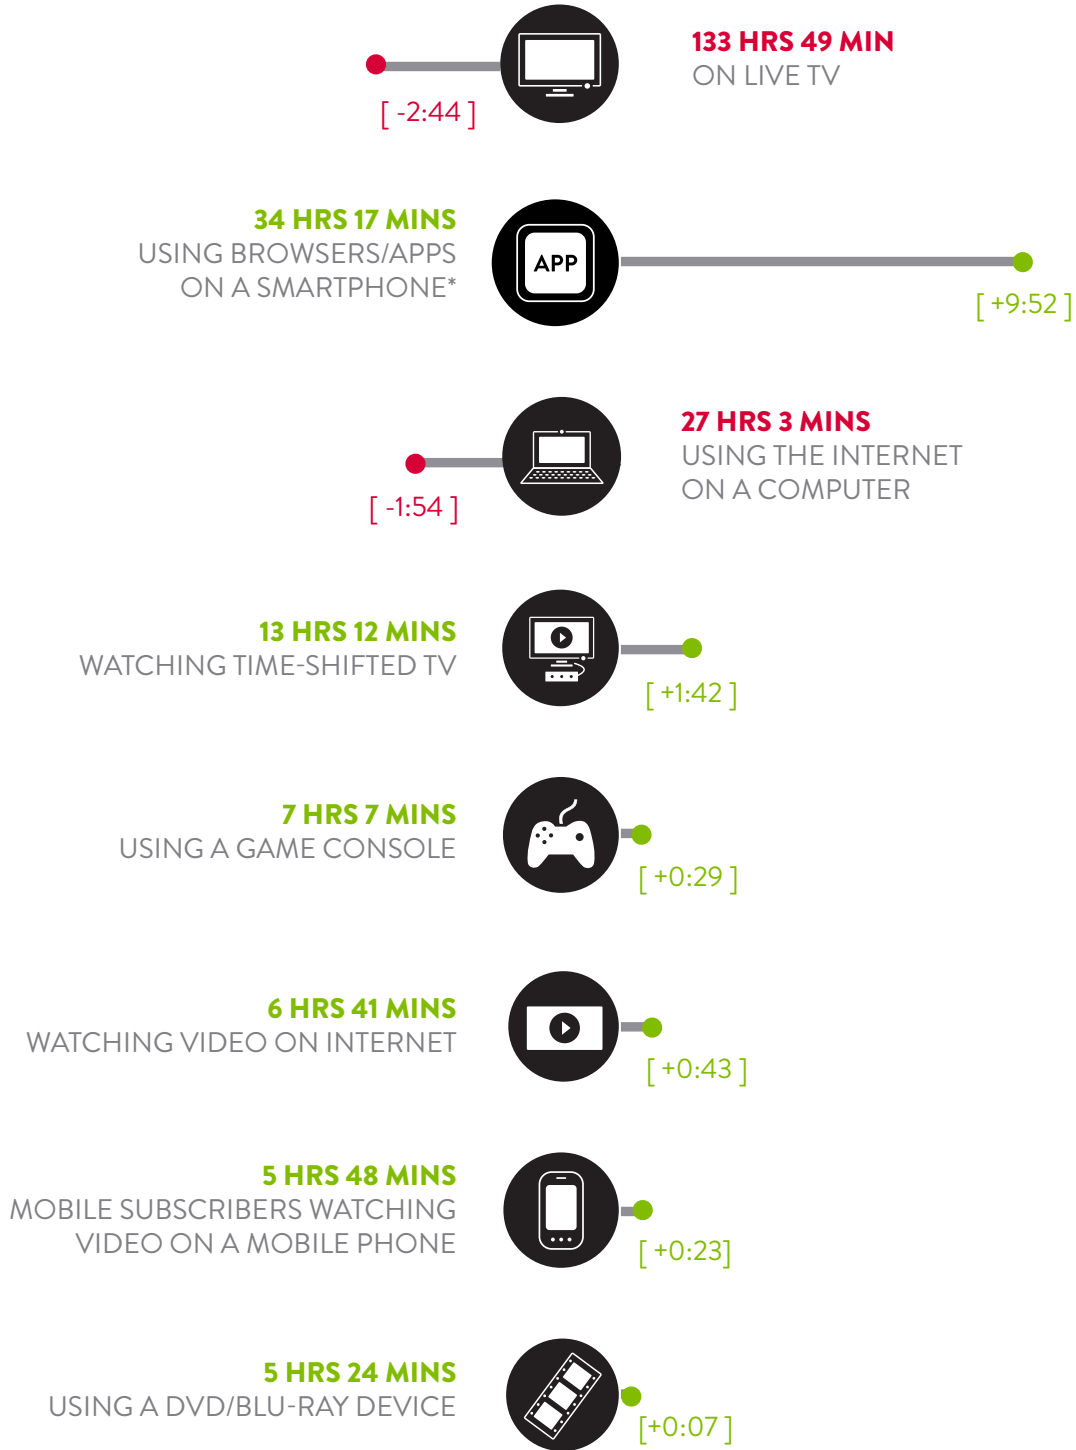 133 HRS 49 MIN
ON LIVE TV
[ -2:44 ]
34 HRS 17 MINS
USING BROWSERS/APPS
ON A SMARTPHONE*
APP
[ +9:52 ]
27 HRS 3 MINS
USING THE INTERNET
ON A COMPUTER
[ -1:54 ]
13 HRS 12 MINS
WATCHING TIME-SHIFTED TV
[ +1:42 ]
7 HRS 7 MINS
USING A GAME CONSOLE
[ +0:29 ]
6 HRS 41 MINS
WATCHING VIDEO ON INTERNET
[ +0:43 ]
5 HRS 48 MINS
MOBILE SUBSCRIBERS WATCHING
VIDEO ON A MOBILE PHONE
[ +0:23]
5 HRS 24 MINS
USING A DVD/BLU-RAY DEVICE
[+0:07 ]